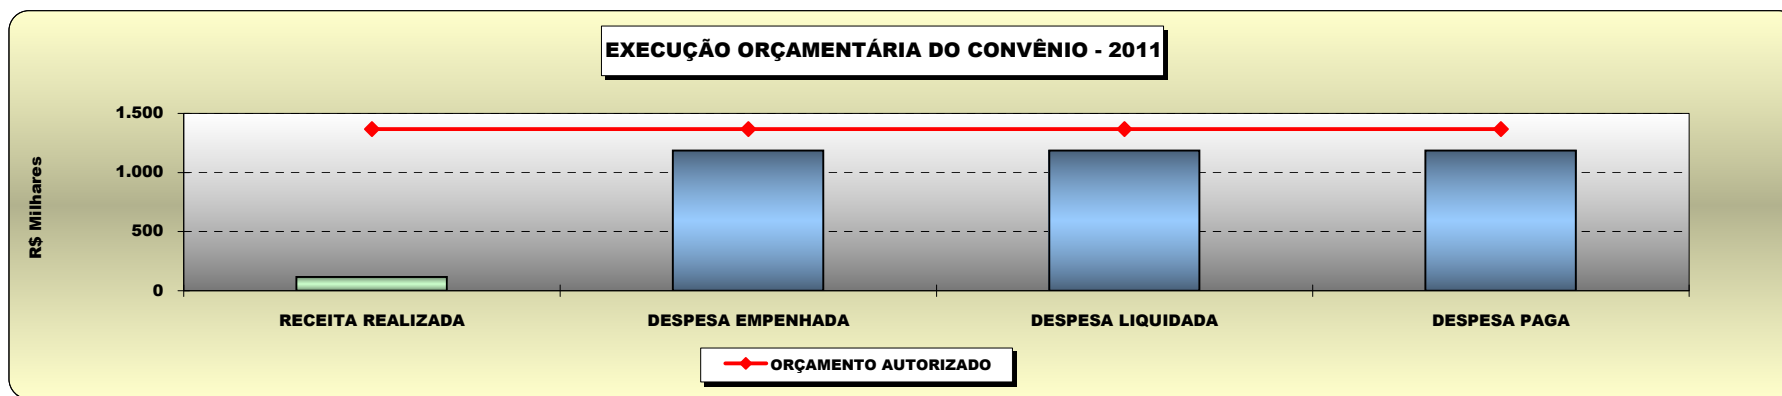 EXECUÇÃO ORÇAMENTÁRIA DO CONVÊNIO - 2011
R$ Milhares
1.500
1.000
500
0
RECEITA REALIZADA
DESPESA EMPENHADA
DESPESA LIQUIDADA
DESPESA PAGA
ORÇAMENTO AUTORIZADO